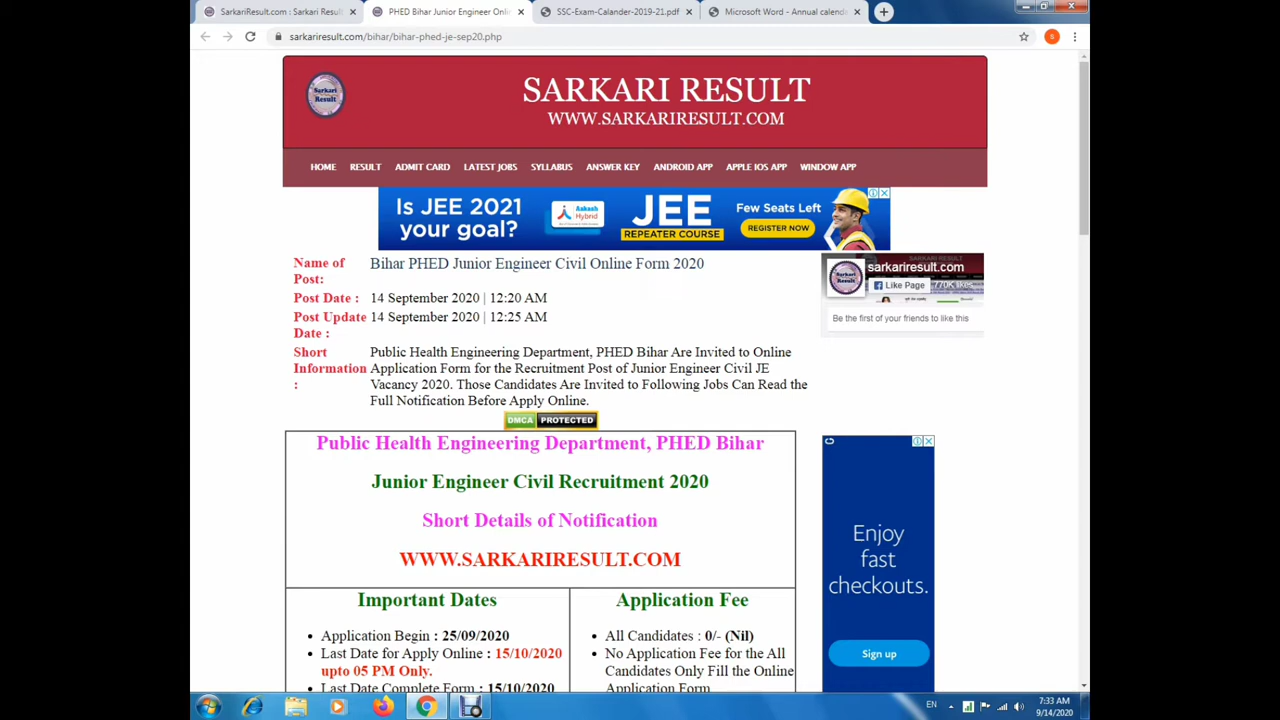 SarkariResult.com : Sarkari Resul
PHED Bihar Junior Engineer Onli
SSC-Exam-Calander-2019-21.pdf
Microsoft Word - Annual calend
sarkariresult.com/bihar/bihar-phed-je-sep20.php
S
Sarkari
Result
SARKARI RESULT
WWW.SARKARIRESULT.COM
HOME RESULT ADMIT CARD LATEST JOBS SYLLABUS ANSWER KEY ANDROID APP APPLE IOS APP WINDOW APP
Is JEE 2021
your goal?
Aakash
Hybrid
JEE
REPEATER COURSE
Few Seats Left
REGISTER NOW
Name of
Post:
Bihar PHED Junior Engineer Civil Online Form 2020
Post Date : 14 September 2020 | 12:20 AM
Post Update
Date :
14 September 2020 | 12:25 AM
Short
Information
:
Public Health Engineering Department, PHED Bihar Are Invited to Online
Application Form for the Recruitment Post of Junior Engineer Civil JE
Vacancy 2020. Those Candidates Are Invited to Following Jobs Can Read the
Full Notification Before Apply Online.
sarkariresult.com
Like Page
770K likes
Be the first of your friends to like this
DMCA PROTECTED
Public Health Engineering Department, PHED Bihar
Junior Engineer Civil Recruitment 2020
Short Details of Notification
WWW.SARKARIRESULT.COM
Important Dates
Application Begin : 25/09/2020
Last Date for Apply Online : 15/10/2020
upto 05 PM Only.
Last Date Complete Form : 15/10/2020
Application Fee
All Candidates : 0/- (Nil)
No Application Fee for the All
Candidates Only Fill the Online
Application Form
Enjoy
fast
checkouts.
Sign up
EN
7:33 AM
9/14/2020